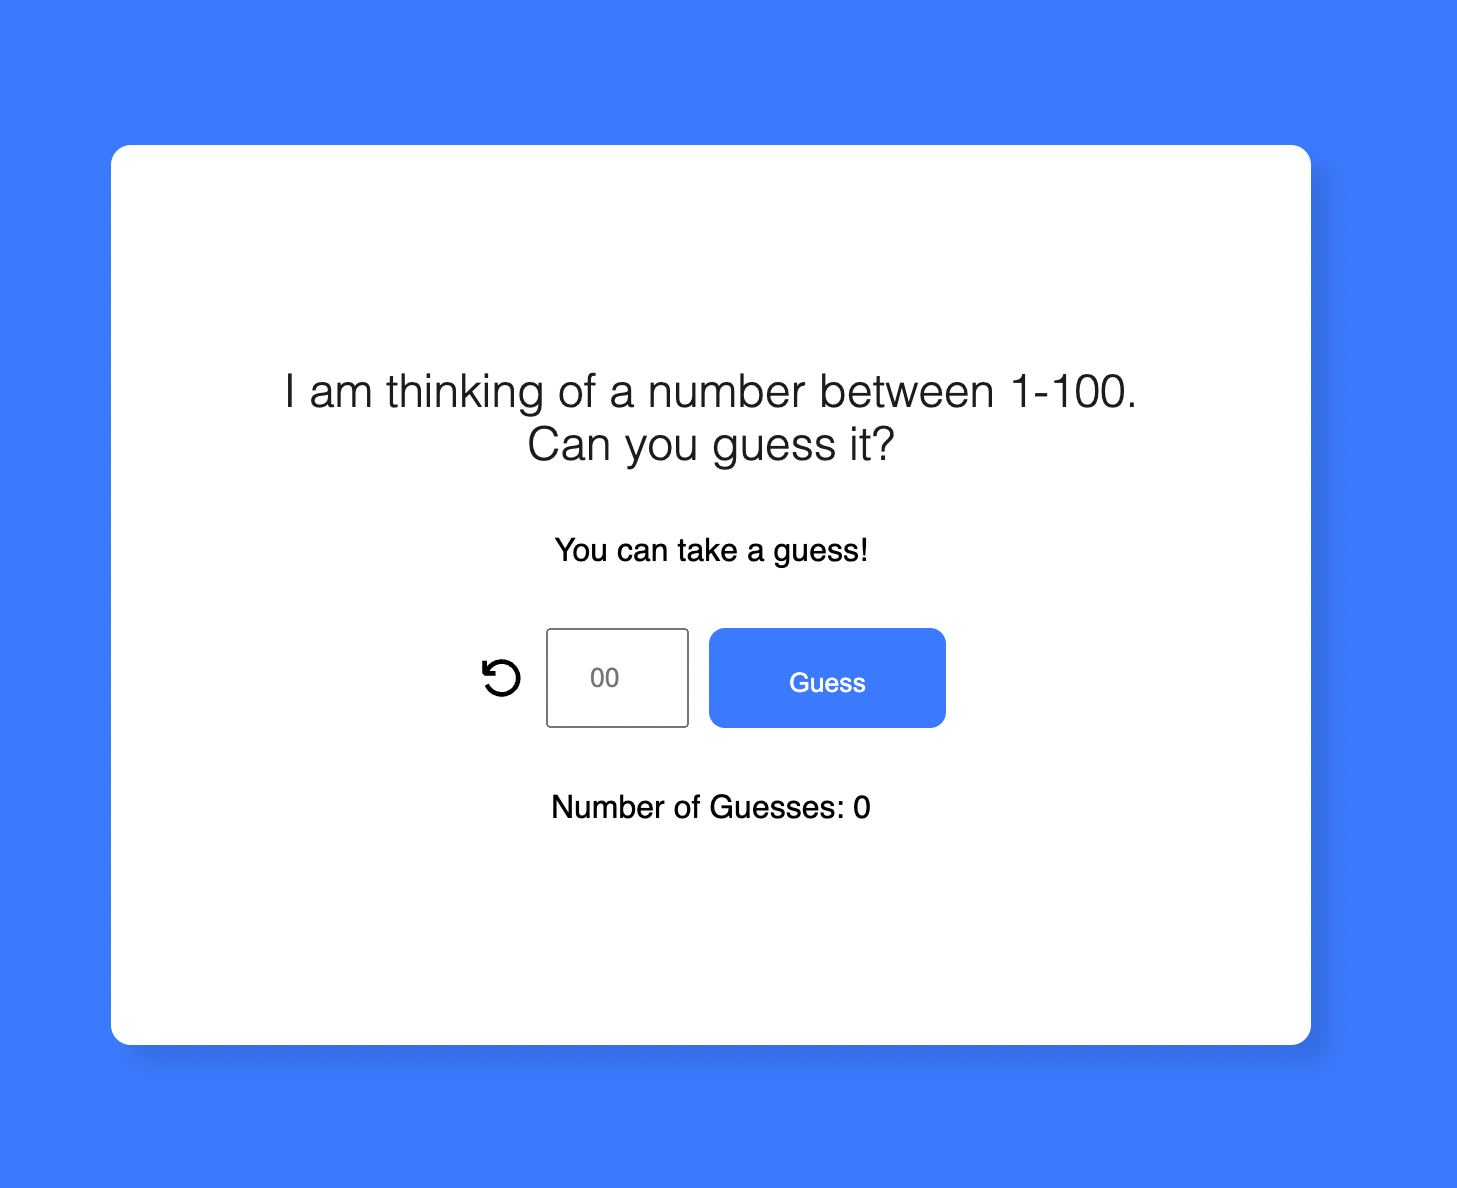 I am thinking of a number between 1-100.
Can you guess it?
You can take a guess!
00
Guess
Number of Guesses: 0